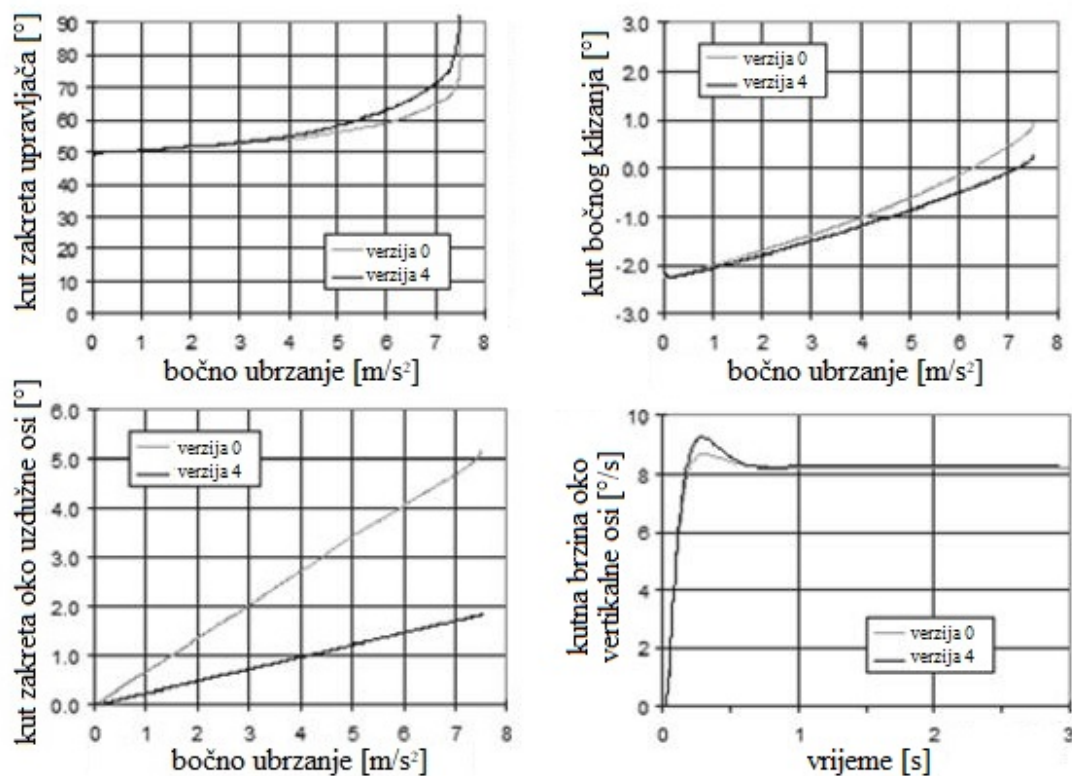 kut zakreta upravljača [°]
90
80
70
60
50
40
30
20
10
0
verzija 0
verzija 4
0 1 2 3 4 5 6 7 8
bočno ubrzanje [m/s²]
kut bočnog klizanja [°]
3.0
2.0
1.0
0.0
-1.0
-2.0
-3.0
verzija 0
verzija 4
0 1 2 3 4 5 6 7 8
bočno ubrzanje [m/s²]
kut zakreta oko uzdužne osi [°]
6.0
5.0
4.0
3.0
2.0
1.0
0.0
verzija 0
verzija 4
0 1 2 3 4 5 6 7 8
bočno ubrzanje [m/s²]
kutna brzina oko
vertikalne osi [°/s]
10
8
6
4
2
0
verzija 0
verzija 4
0 1 2 3
vrijeme [s]